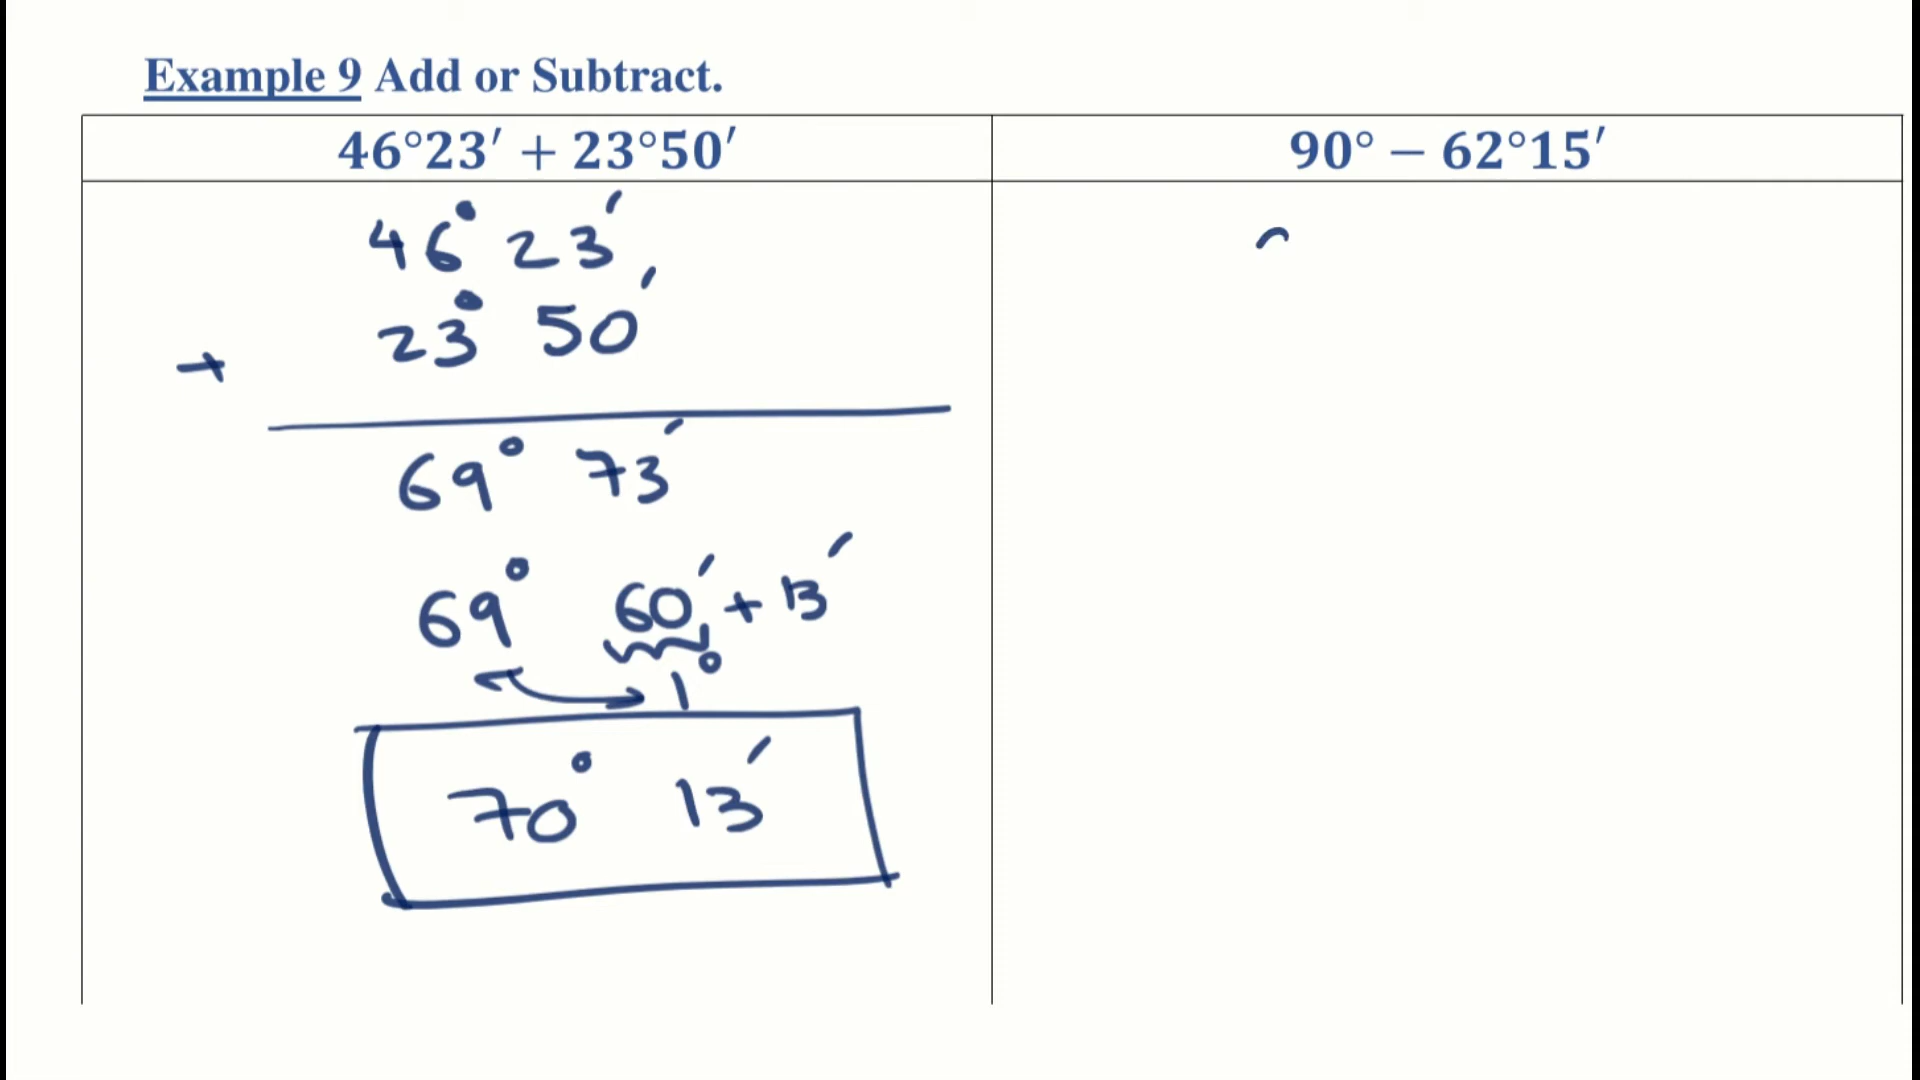 Example 9 Add or Subtract.
46°23′ + 23°50′
90° − 62°15′
46° 23′
+ 23° 50′
69° 73′
69° 60′ + 13′
1°
70° 13′